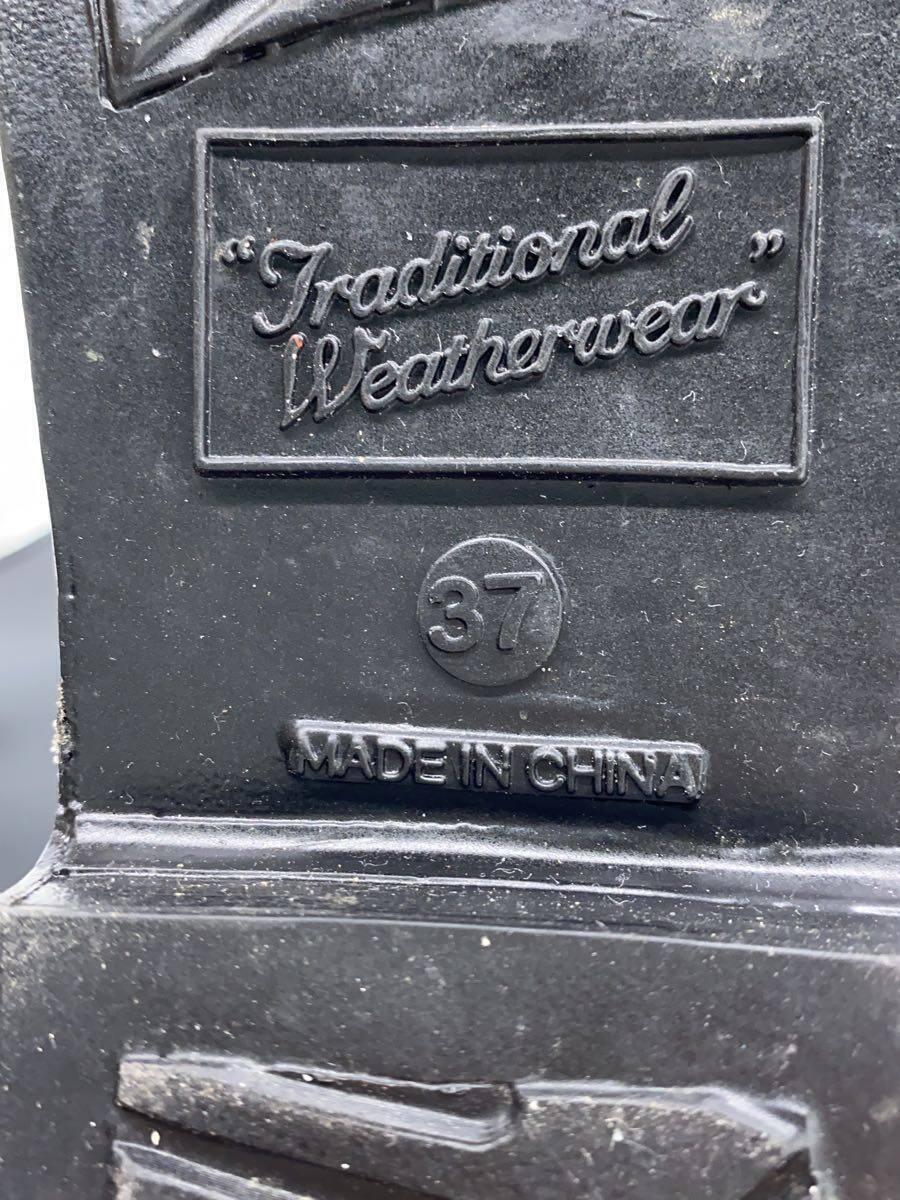 "Traditional
Weatherwear"
37
MADE IN CHINA